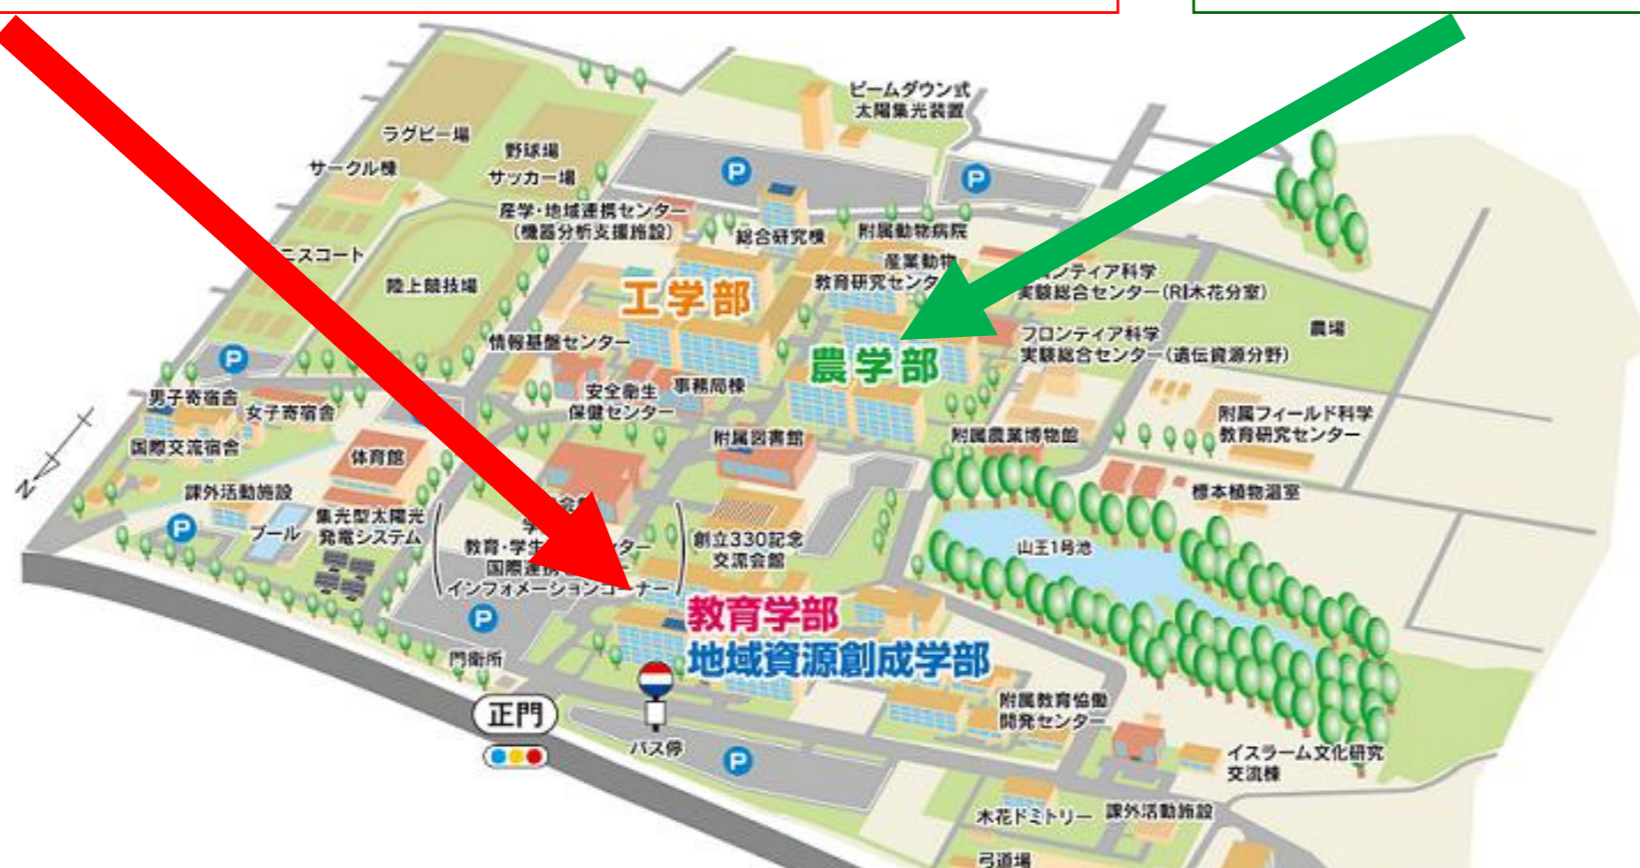 ビームダウン式
太陽集光装置
ラグビー場
野球場
サッカー場
サークル棟
P
P
産学・地域連携センター
(機器分析支援施設)
総合研究棟
附属動物病院
産業動物
教育研究センタ
ニスコート
陸上競技場
工学部
ンティア科学
実験総合センター(RI木花分室)
農場
情報基盤センター
フロンティア科学
実験総合センター(遺伝資源分野)
農学部
P
安全衛生
保健センター
事務局棟
男子寄宿舎
女子寄宿舎
国際交流宿舎
附属図書館
附属農業博物館
附属フィールド科学
教育研究センター
体育館
N
課外活動施設
標本植物温室
P
プール
集光型太陽光
発電システム
会館
学
教育・学生
ンター
国際連携
インフォメーションコーナー
創立330記念
交流会館
山王1号池
P
教育学部
地域資源創成学部
門衛所
正門
バス停
P
附属教育協働
開発センター
イスラーム文化研究
交流棟
木花ドミトリー
課外活動施設
弓道場